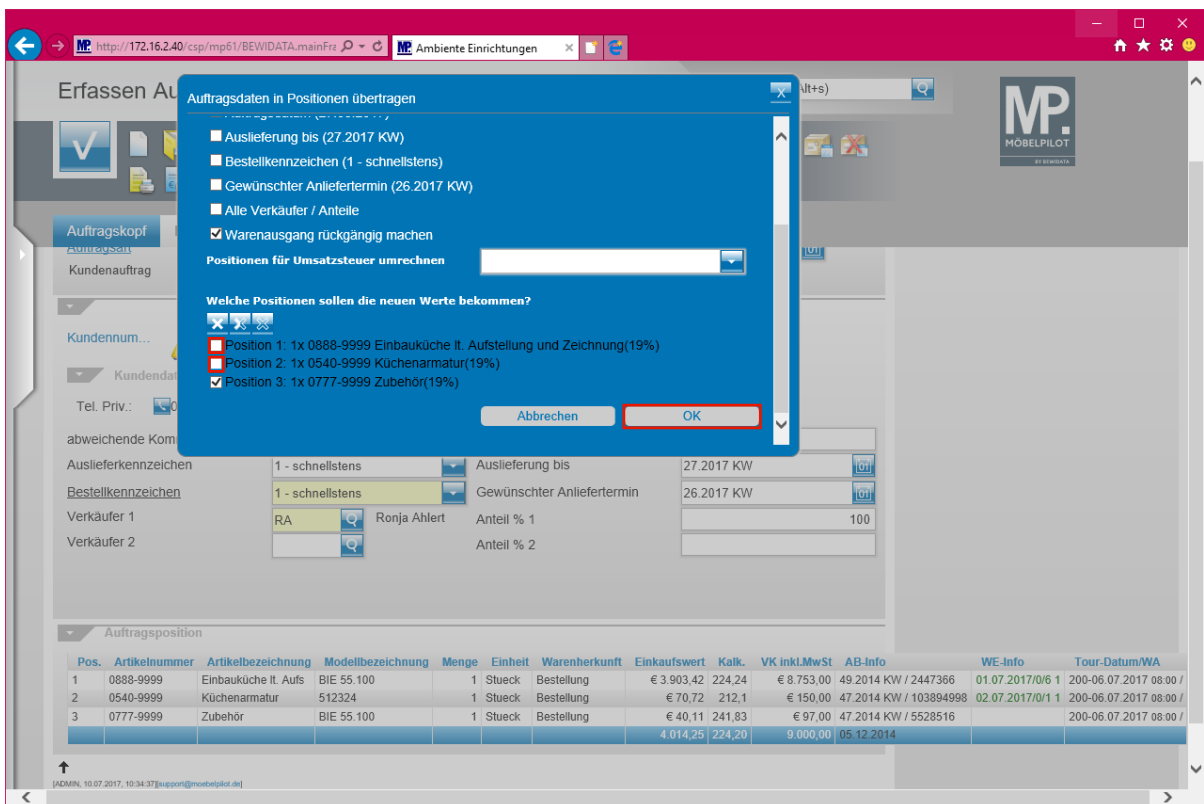 http://172.16.2.40/csp/mp61/BEWIDATA.mainFra
MP. Ambiente Einrichtungen
Erfassen Au
Alt+s)
MP.
MÖBELPILOT
BY BEWIDATA
Auftragsdaten in Positionen übertragen
Auslieferung bis (27.2017 KW)
Bestellkennzeichen (1 - schnellstens)
Gewünschter Anliefertermin (26.2017 KW)
Alle Verkäufer / Anteile
Warenausgang rückgängig machen
Positionen für Umsatzsteuer umrechnen
Welche Positionen sollen die neuen Werte bekommen?
Position 1: 1x 0888-9999 Einbauküche lt. Aufstellung und Zeichnung(19%)
Position 2: 1x 0540-9999 Küchenarmatur(19%)
Position 3: 1x 0777-9999 Zubehör(19%)
Abbrechen
OK
Auftragskopf
Auftragsart
Kundenauftrag
Kundennum...
Kundendat
Tel. Priv.: 0
abweichende Komm
Auslieferkennzeichen 1 - schnellstens Auslieferung bis 27.2017 KW
Bestellkennzeichen 1 - schnellstens Gewünschter Anliefertermin 26.2017 KW
Verkäufer 1 RA Ronja Ahlert Anteil % 1 100
Verkäufer 2 Anteil % 2
Auftragsposition
Pos. Artikelnummer Artikelbezeichnung Modellbezeichnung Menge Einheit Warenherkunft Einkaufswert Kalk. VK inkl.MwSt AB-Info WE-Info Tour-Datum/WA
1 0888-9999 Einbauküche lt. Aufs BIE 55.100 1 Stueck Bestellung € 3.903,42 224,24 € 8.753,00 49.2014 KW / 2447366 01.07.2017/0/6 1 200-06.07.2017 08:00 /
2 0540-9999 Küchenarmatur 512324 1 Stueck Bestellung € 70,72 212,1 € 150,00 47.2014 KW / 103894998 02.07.2017/0/1 1 200-06.07.2017 08:00 /
3 0777-9999 Zubehör BIE 55.100 1 Stueck Bestellung € 40,11 241,83 € 97,00 47.2014 KW / 5528516 200-06.07.2017 08:00 /
4.014,25 224,20 9.000,00 05.12.2014
[ADMIN, 10.07.2017, 10:34:37][support@moebelpilot.de]